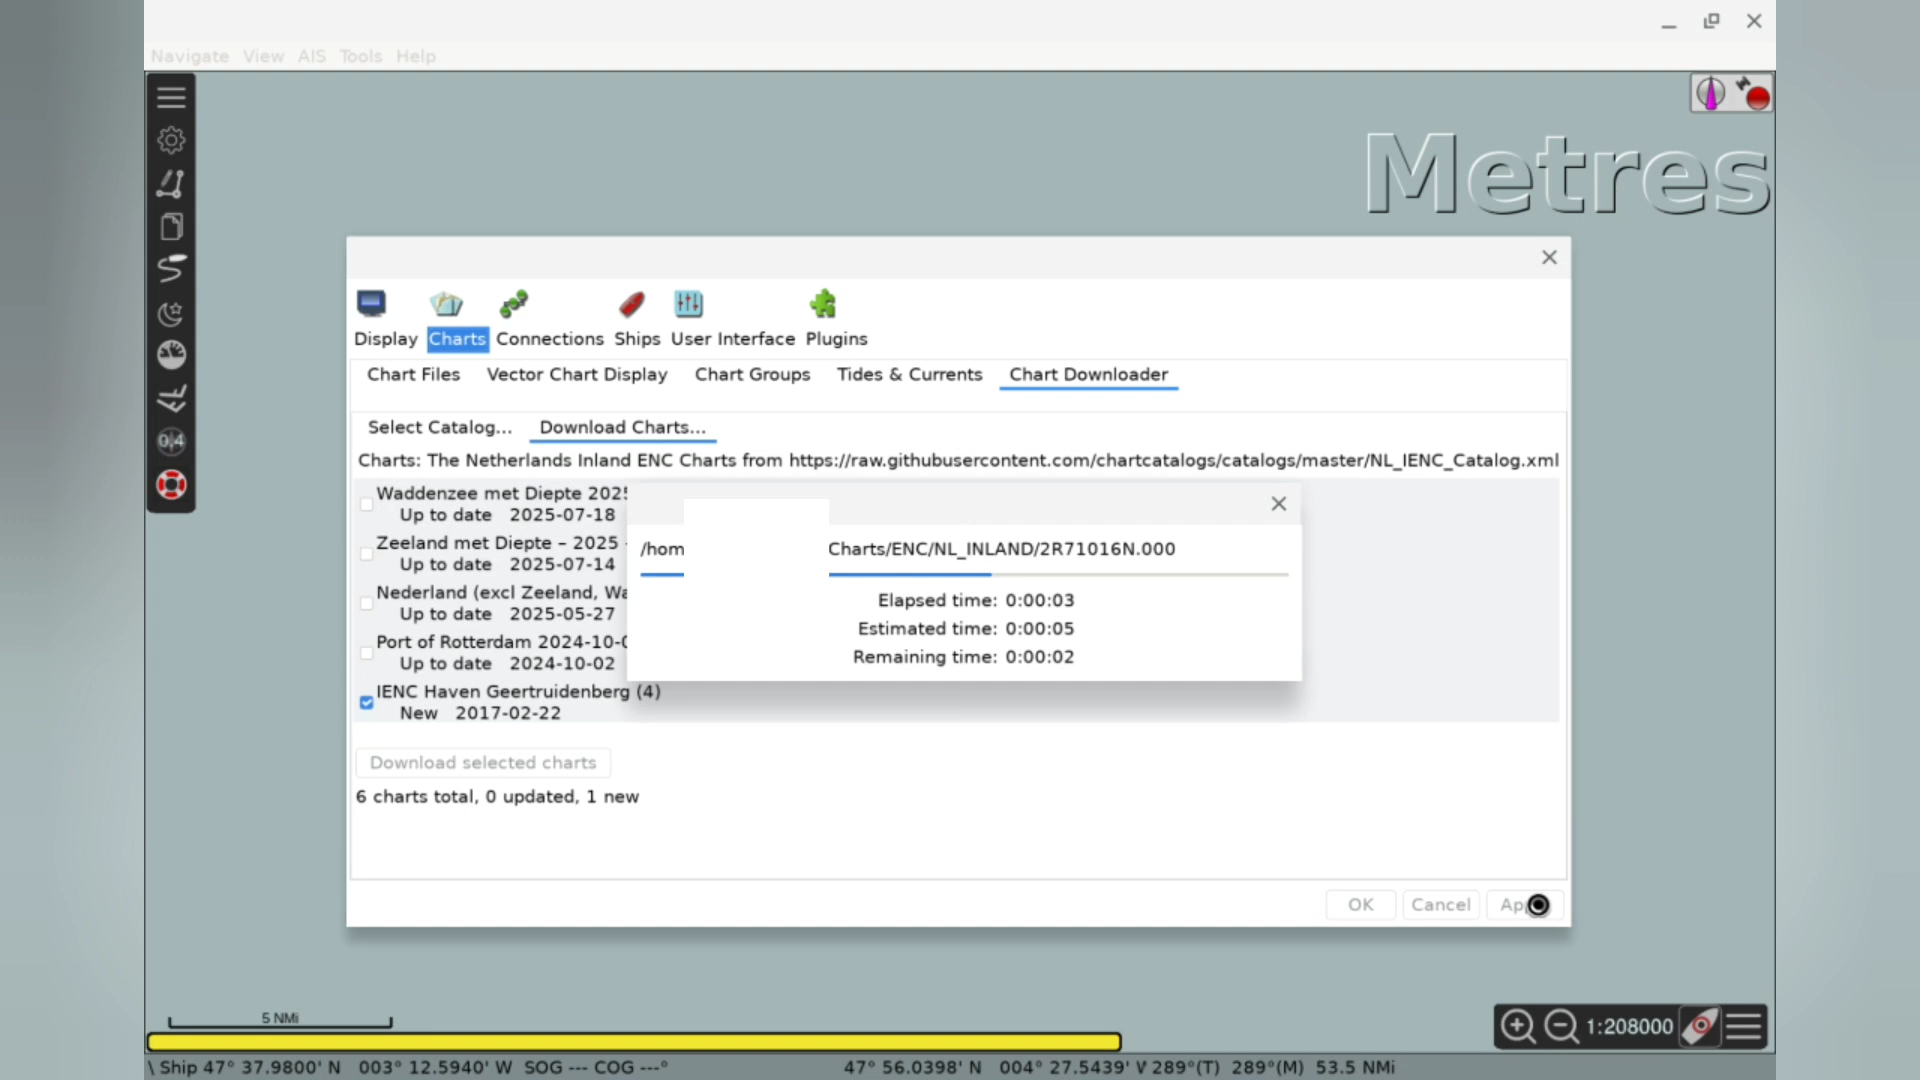 Navigate View AIS Tools Help
Metres
Display Charts Connections Ships User Interface Plugins
Chart Files Vector Chart Display Chart Groups Tides & Currents Chart Downloader
Select Catalog... Download Charts...
Charts: The Netherlands Inland ENC Charts from https://raw.githubusercontent.com/chartcatalogs/catalogs/master/NL_IENC_Catalog.xml
Waddenzee met Diepte 2025
Up to date 2025-07-18
Zeeland met Diepte – 2025
Up to date 2025-07-14
Nederland (excl Zeeland, Wa
Up to date 2025-05-27
Port of Rotterdam 2024-10-0
Up to date 2024-10-02
IENC Haven Geertruidenberg (4)
New 2017-02-22
/hom Charts/ENC/NL_INLAND/2R71016N.000
Elapsed time: 0:00:03
Estimated time: 0:00:05
Remaining time: 0:00:02
Download selected charts
6 charts total, 0 updated, 1 new
OK Cancel
0,4
5 NMi
1:208000
\ Ship 47° 37.9800' N 003° 12.5940' W SOG --- COG ---° 47° 56.0398' N 004° 27.5439' 289°(T) 289°(M) 53.5 NMi